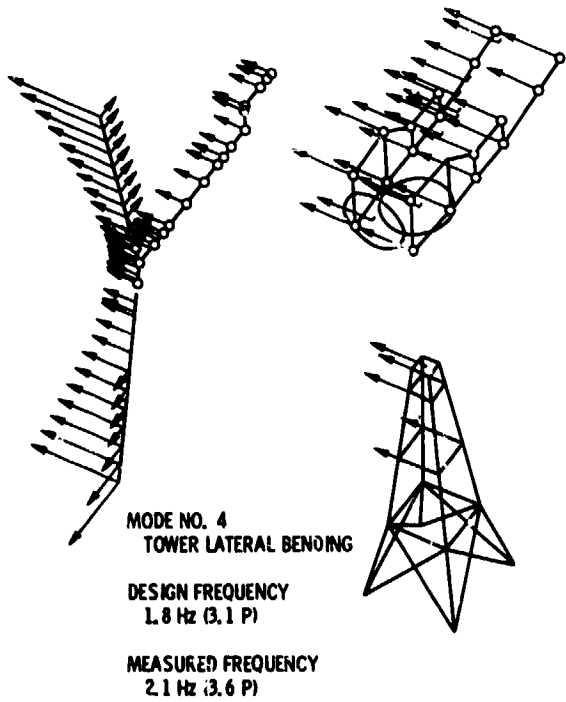 MODE NO. 4
TOWER LATERAL BENDING
DESIGN FREQUENCY
1.8 Hz (3.1 P)
MEASURED FREQUENCY
2.1 Hz (3.6 P)